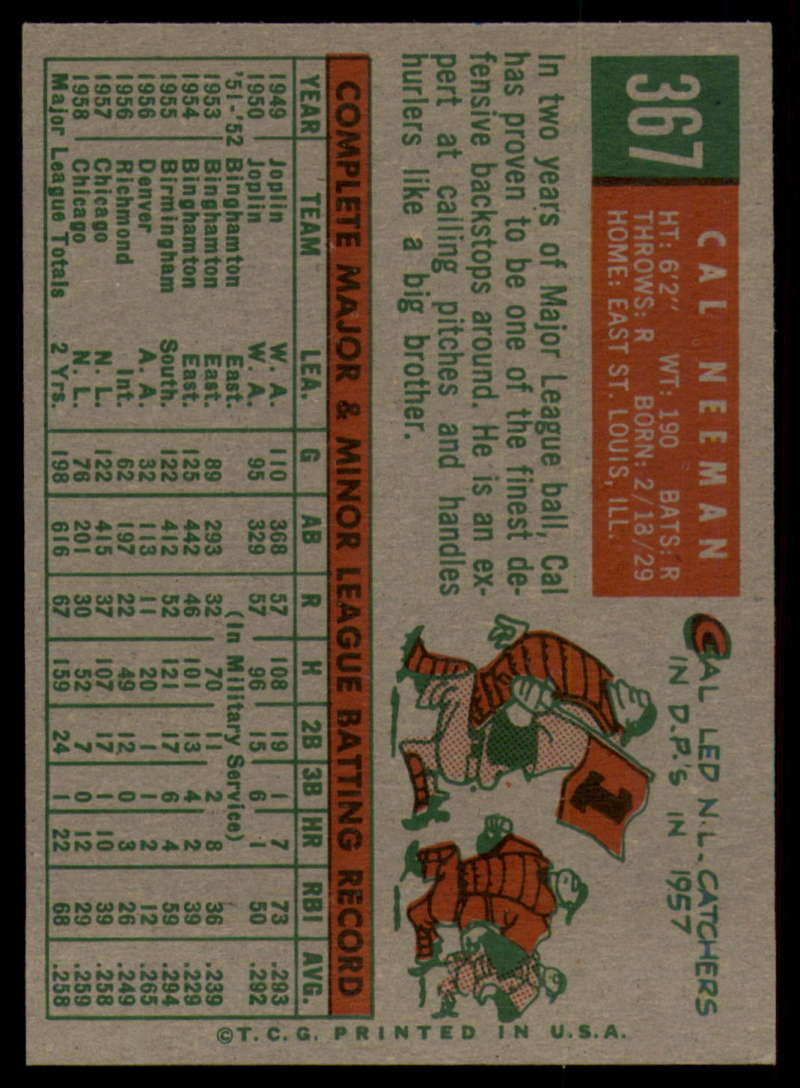 367
CAL NEEMAN
HT: 6'2" WT: 190 BATS: R
THROWS: R BORN: 2/18/29
HOME: EAST ST. LOUIS, ILL.
In two years of Major League ball, Cal
has proven to be one of the finest de-
fensive backstops around. He is an ex-
pert at calling pitches and handles
hurlers like a big brother.
CAL LED N.L. CATCHERS
IN D.P.'S IN 1957
1
COMPLETE MAJOR & MINOR LEAGUE BATTING RECORD
YEAR TEAM LEA. G AB R H 2B 3B HR RBI AVG.
1949 Joplin W. A. 110 368 57 108 19 1 7 73 .293
1950 Joplin W. A. 95 329 57 96 15 6 1 50 .292
'51-'52 Binghamton East. (In Military Service)
1953 Binghamton East. 89 293 32 70 11 2 8 36 .239
1954 Binghamton East. 125 442 46 101 13 4 2 39 .229
1955 Birmingham South. 122 412 52 121 17 6 4 59 .294
1956 Denver A. A. 32 113 11 20 1 1 2 12 .265
1956 Richmond Int. 62 197 22 49 12 0 3 26 .249
1957 Chicago N. L. 122 415 37 107 17 1 10 39 .258
1958 Chicago N. L. 76 201 30 52 7 0 12 29 .259
Major League Totals 2 Yrs. 198 616 67 159 24 1 22 68 .258
©T.C.G. PRINTED IN U.S.A.